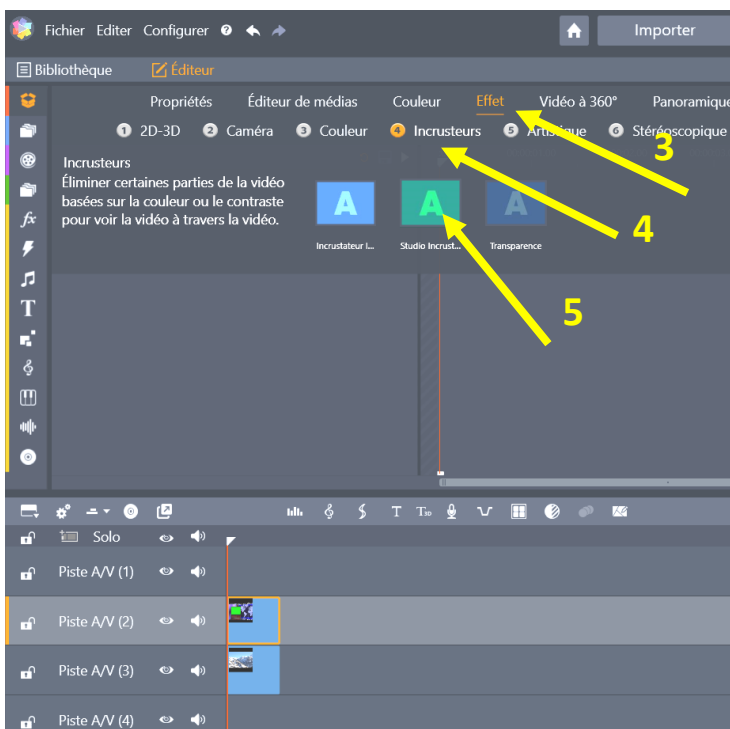 Fichier Editer Configurer ? Importer
Bibliothèque Éditeur
Propriétés Éditeur de médias Couleur Effet Vidéo à 360° Panoramique
1 2D-3D 2 Caméra 3 Couleur 4 Incrusteurs 5 Artistique 6 Stéréoscopique
3
Incrusteurs
Éliminer certaines parties de la vidéo
basées sur la couleur ou le contraste
pour voir la vidéo à travers la vidéo.
A A A
4
Incrustateur l... Studio Incrust... Transparence
fx
5
T
T T3D
Solo
Piste A/V (1)
Piste A/V (2)
Piste A/V (3)
Piste A/V (4)